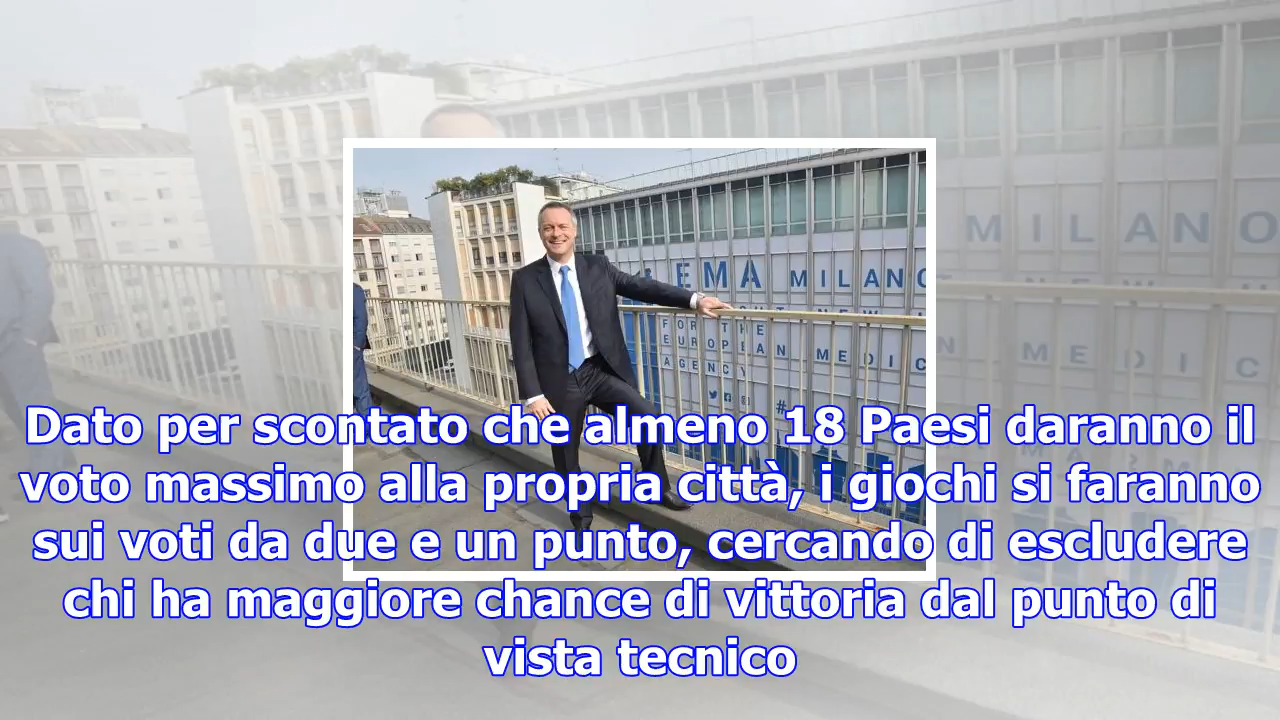 EMA MILANO
FOR THE
EUROPEAN MEDIC
AGENCY
MILANO
MEDIC
Dato per scontato che almeno 18 Paesi daranno il
voto massimo alla propria città, i giochi si faranno
sui voti da due e un punto, cercando di escludere
chi ha maggiore chance di vittoria dal punto di
vista tecnico